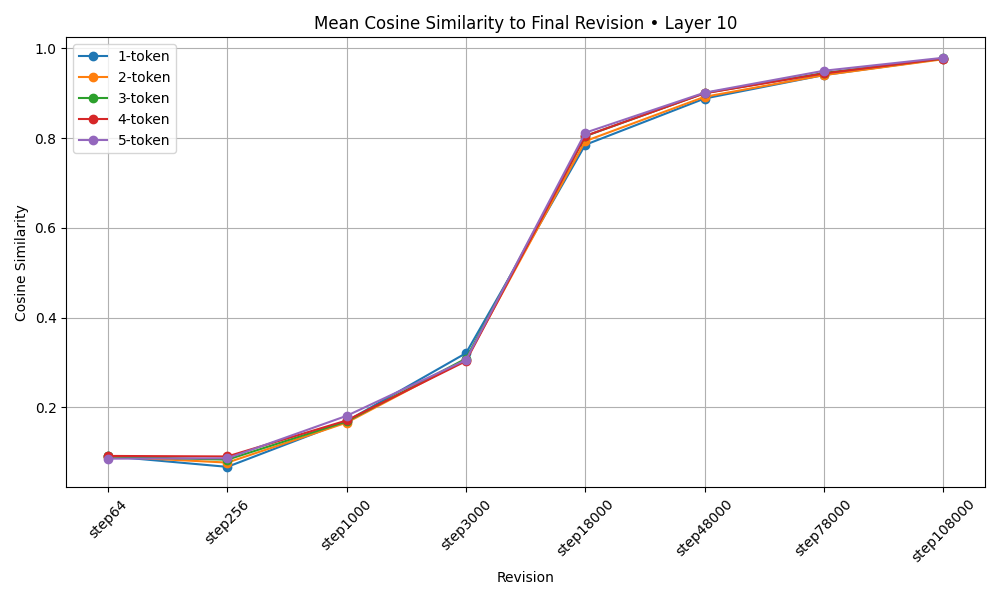 Mean Cosine Similarity to Final Revision • Layer 10
1-token
2-token
3-token
4-token
5-token
Cosine Similarity
1.0
0.8
0.6
0.4
0.2
step64
step256
step1000
step3000
step18000
step48000
step78000
step108000
Revision